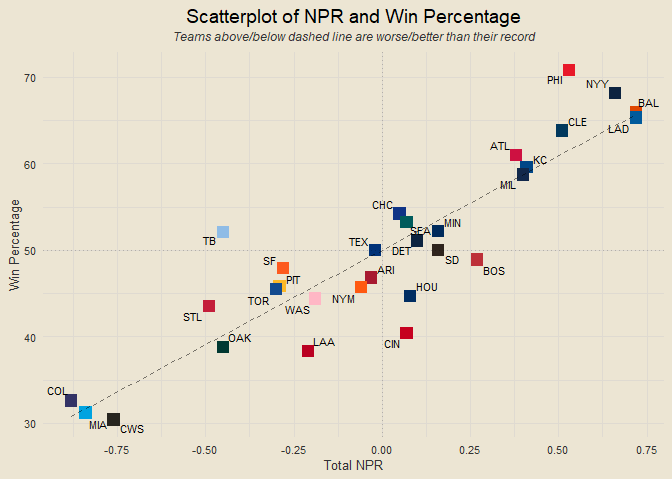 Scatterplot of NPR and Win Percentage
Teams above/below dashed line are worse/better than their record
Win Percentage
70
60
50
40
30
PHI
NYY
BAL
LAD
CLE
ATL
KC
MIL
CHC
SEA
MIN
TB
TEX
DET
SD
BOS
SF
PIT
ARI
TOR
WAS
NYM
HOU
STL
OAK
LAA
CIN
COL
MIA
CWS
-0.75
-0.50
-0.25
0.00
0.25
0.50
0.75
Total NPR